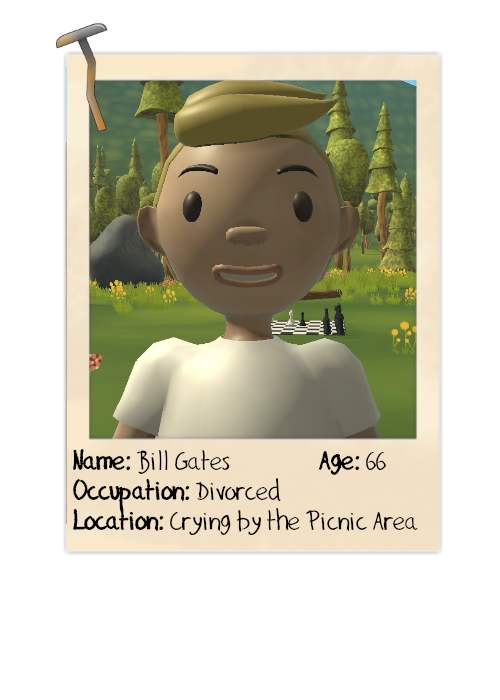 Name: Bill Gates Age: 66
Occupation: Divorced
Location: Crying by the Picnic Area